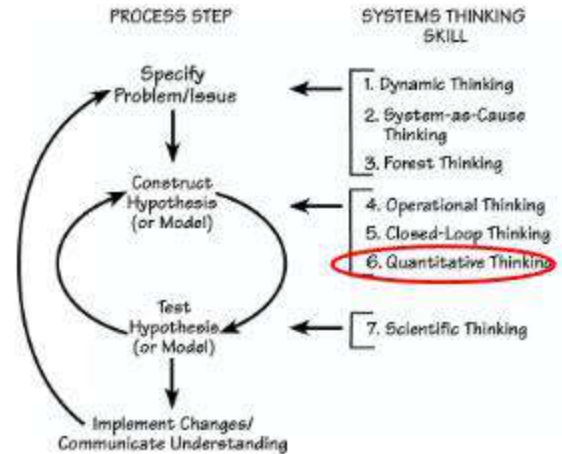 PROCESS STEP
SYSTEMS THINKING
SKILL
Specify
Problem/Issue
1. Dynamic Thinking
2. System-as-Cause
Thinking
3. Forest Thinking
Construct
Hypothesis
(or Model)
4. Operational Thinking
5. Closed-Loop Thinking
6. Quantitative Thinking
Test
Hypothesis
(or Model)
7. Scientific Thinking
Implement Changes/
Communicate Understanding